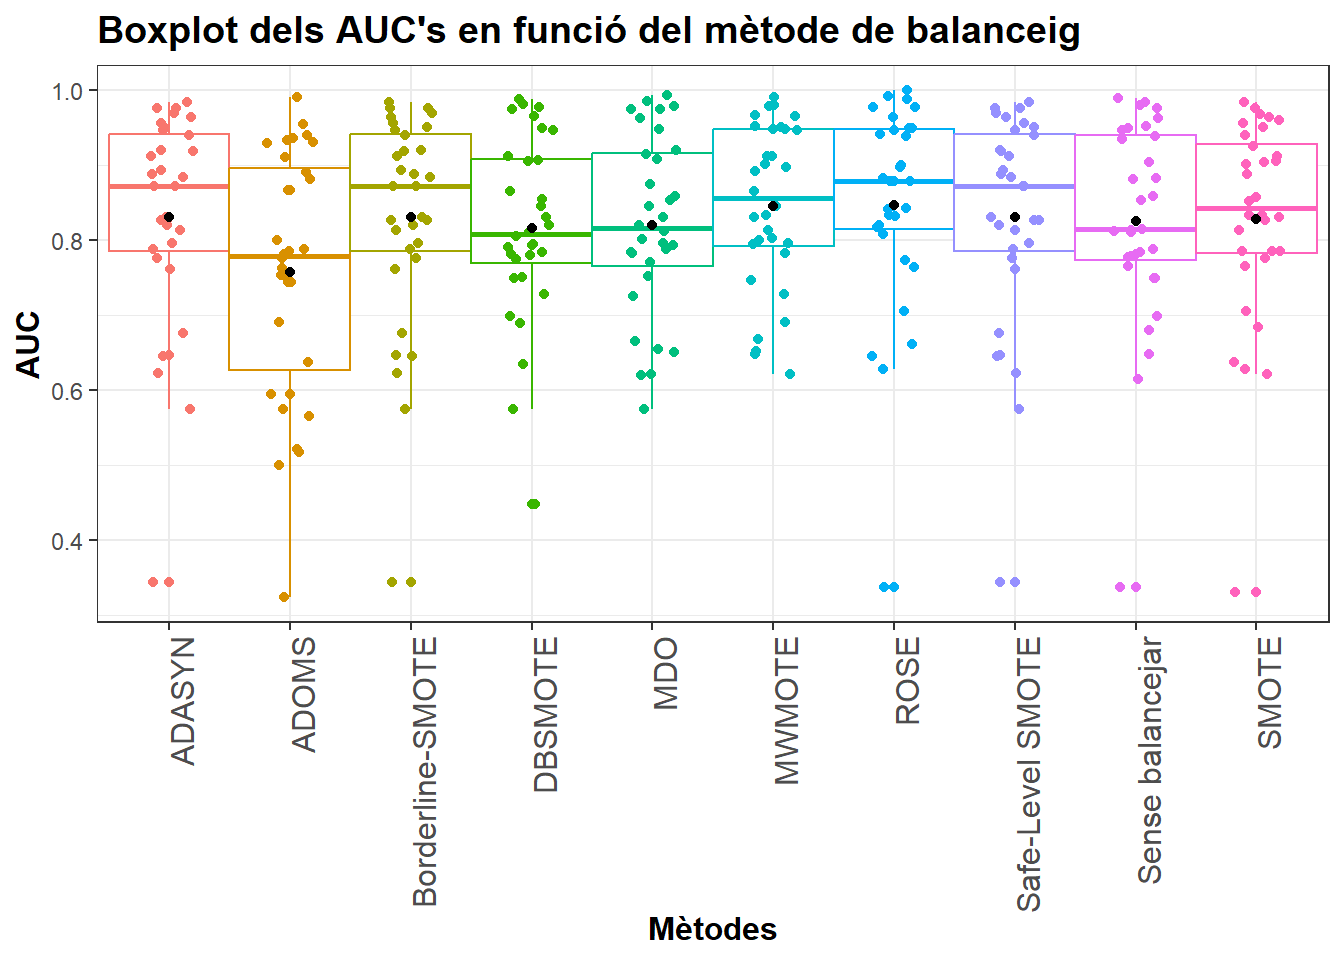 Boxplot dels AUC's en funció del mètode de balanceig
AUC
1.0
0.8
0.6
0.4
ADASYN
ADOMS
Borderline-SMOTE
DBSMOTE
MDO
MWMOTE
ROSE
Safe-Level SMOTE
Sense balancejar
SMOTE
Mètodes